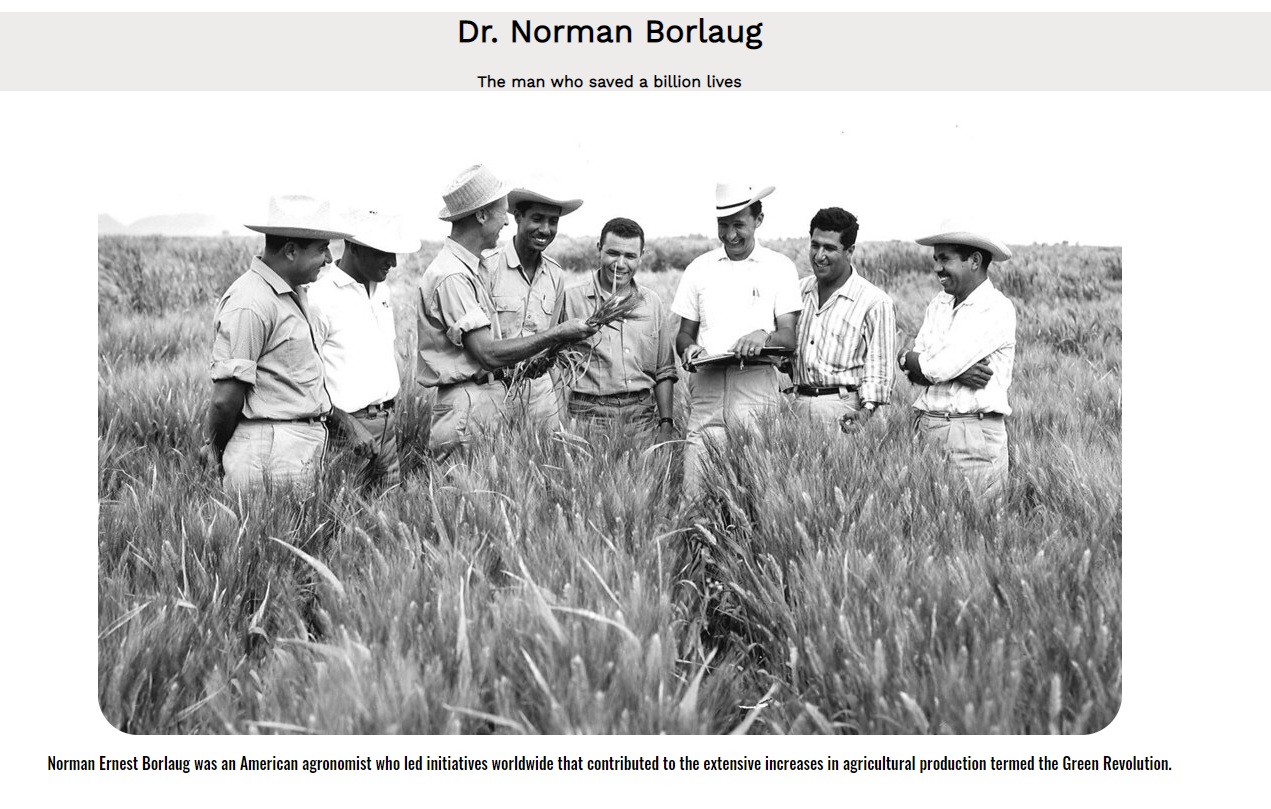 Dr. Norman Borlaug
The man who saved a billion lives
Norman Ernest Borlaug was an American agronomist who led initiatives worldwide that contributed to the extensive increases in agricultural production termed the Green Revolution.